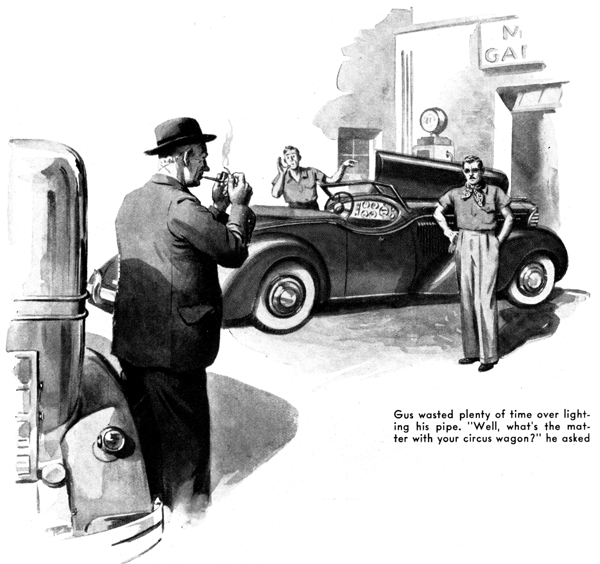 Gus wasted plenty of time over light-
ing his pipe. "Well, what's the mat-
ter with your circus wagon?" he asked